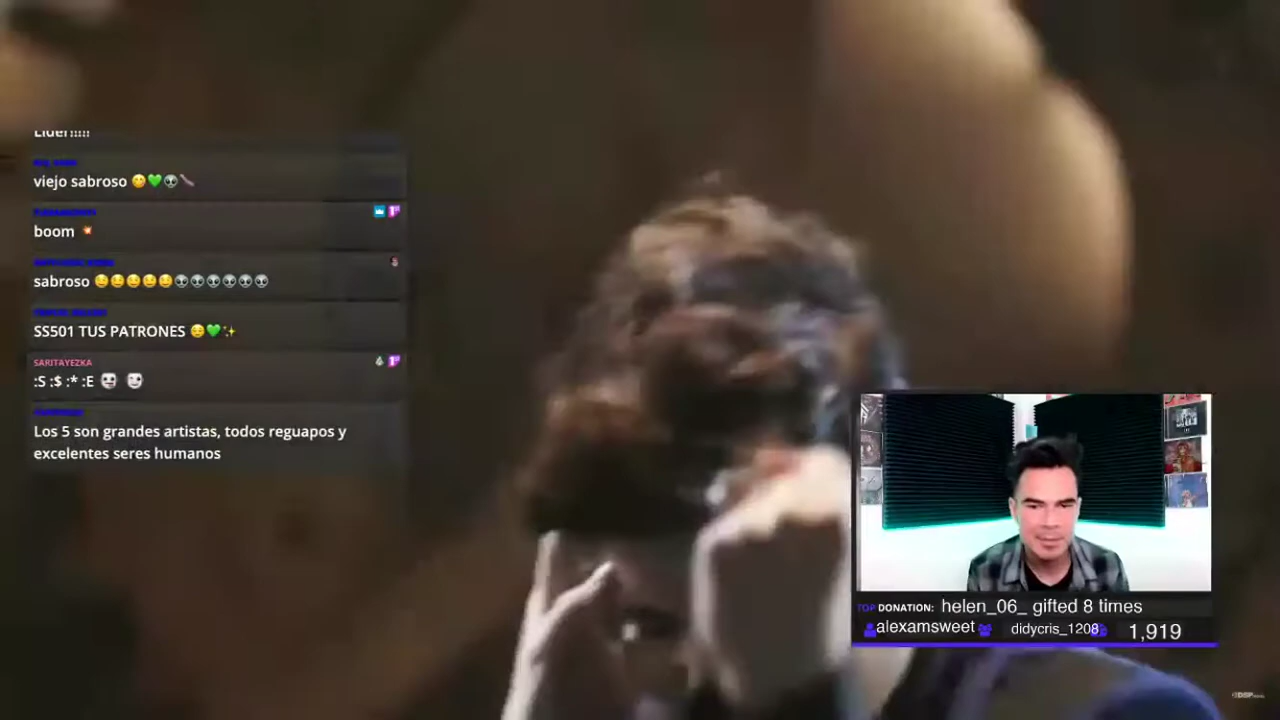 Lider!!!!!
viejo sabroso
boom
sabroso
SS501 TUS PATRONES
SARITAYEZKA
:S :$ :* :E
Los 5 son grandes artistas, todos reguapos y
excelentes seres humanos
TOP DONATION: helen_06_ gifted 8 times
alexamsweet didycris_1208 1,919